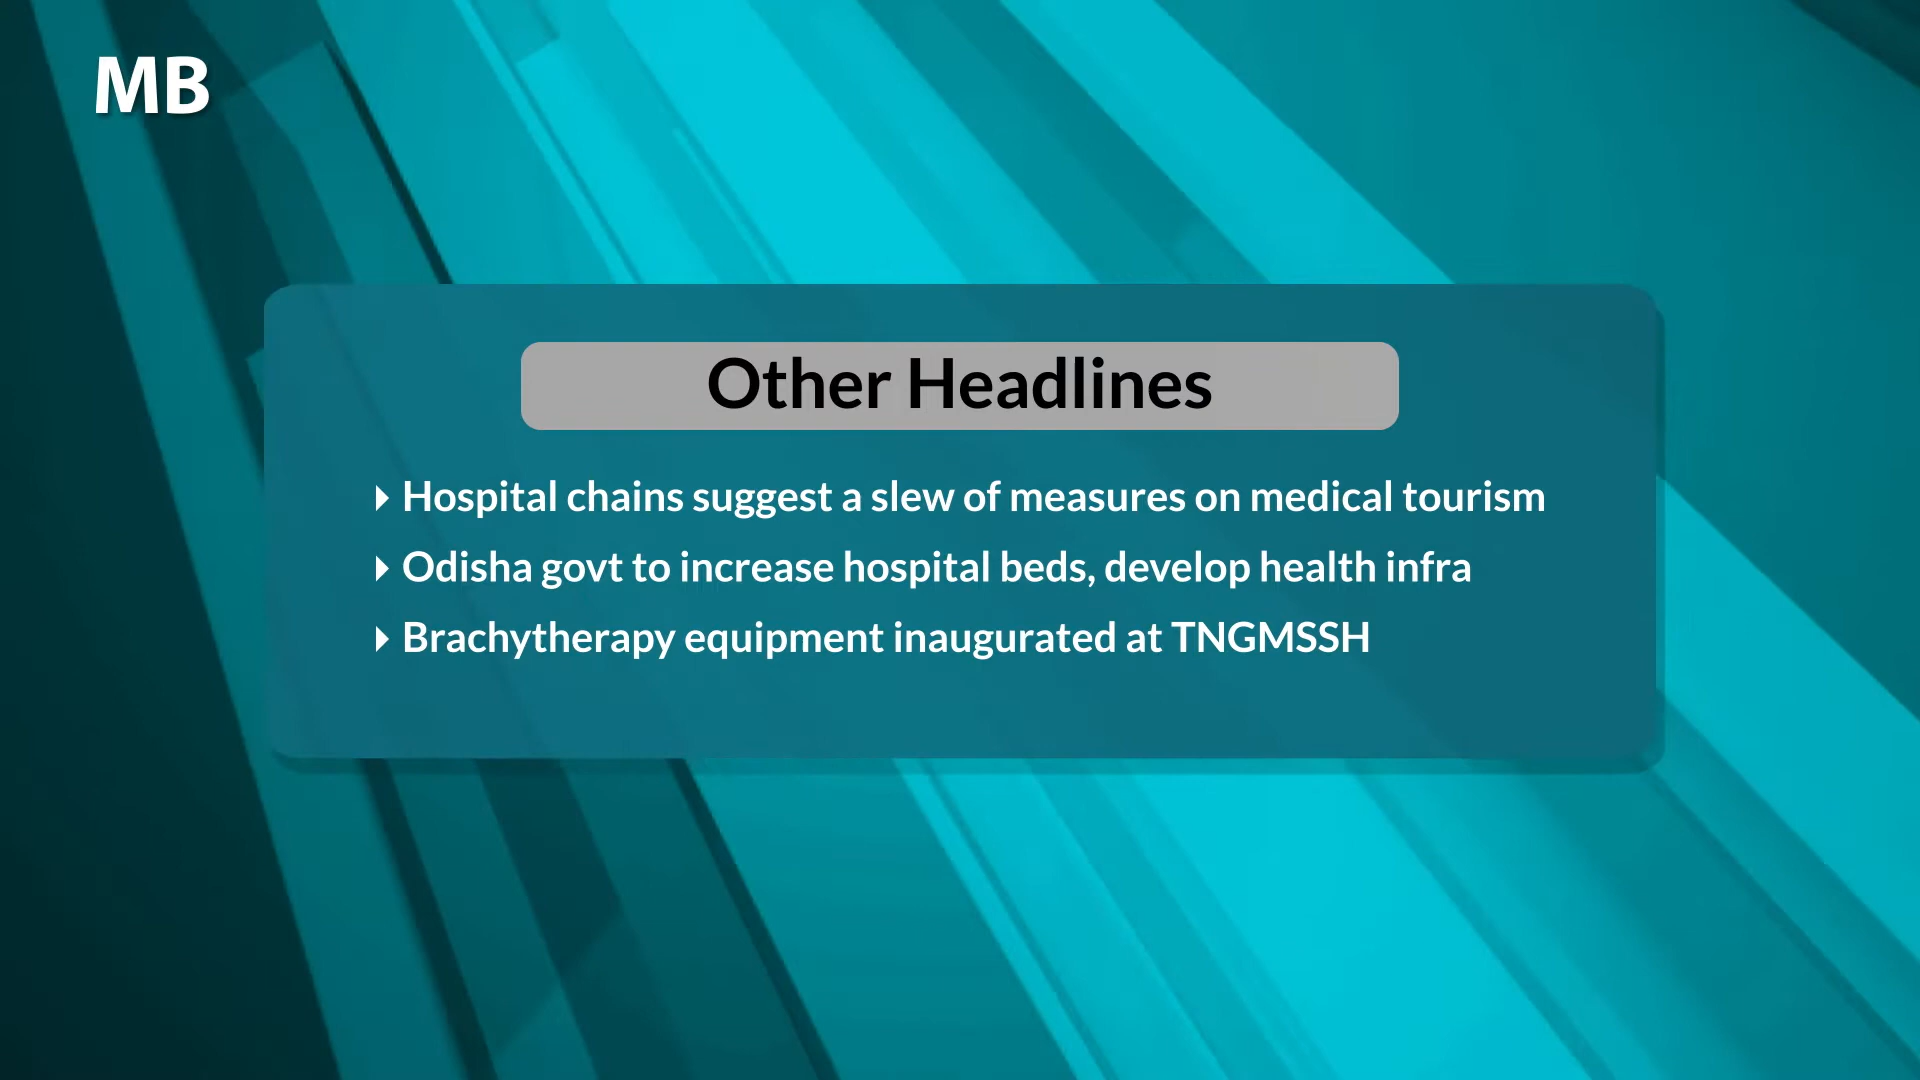 MB
Other Headlines
Hospital chains suggest a slew of measures on medical tourism
Odisha govt to increase hospital beds, develop health infra
Brachytherapy equipment inaugurated at TNGMSSH